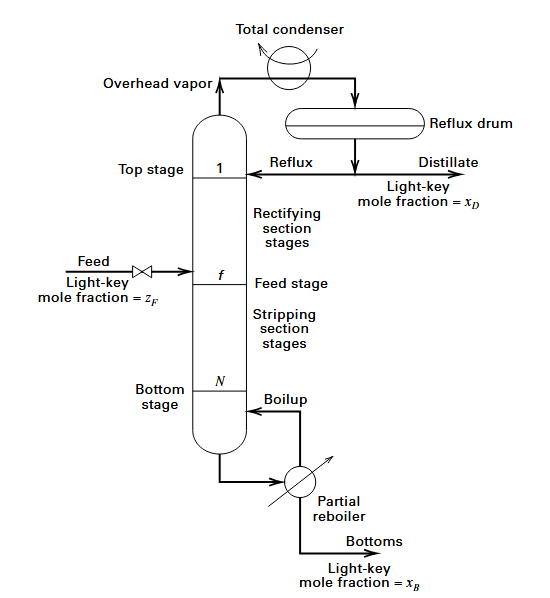 Total condenser
Overhead vapor
Reflux drum
Top stage
1
Reflux
Distillate
Light-key
mole fraction = x_D
Rectifying
section
stages
Feed
Light-key
mole fraction = z_F
f
Feed stage
Stripping
section
stages
N
Bottom
stage
Boilup
Partial
reboiler
Bottoms
Light-key
mole fraction = x_B